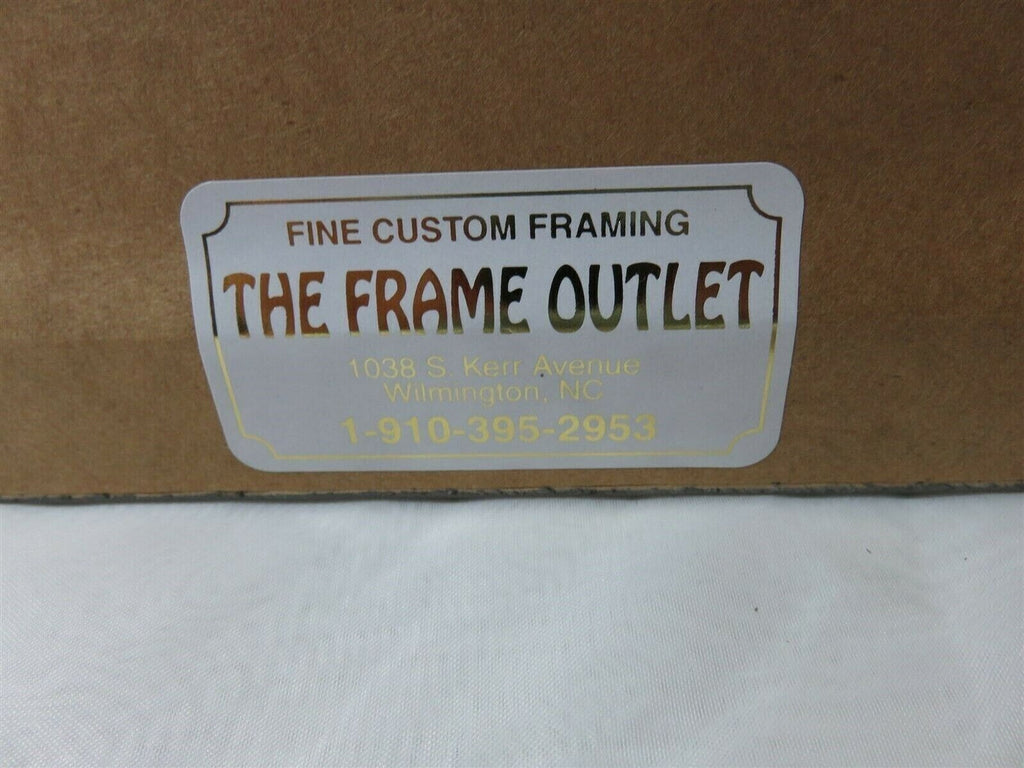 FINE CUSTOM FRAMING
THE FRAME OUTLET
1038 S. Kerr Avenue
Wilmington, NC
1-910-395-2953